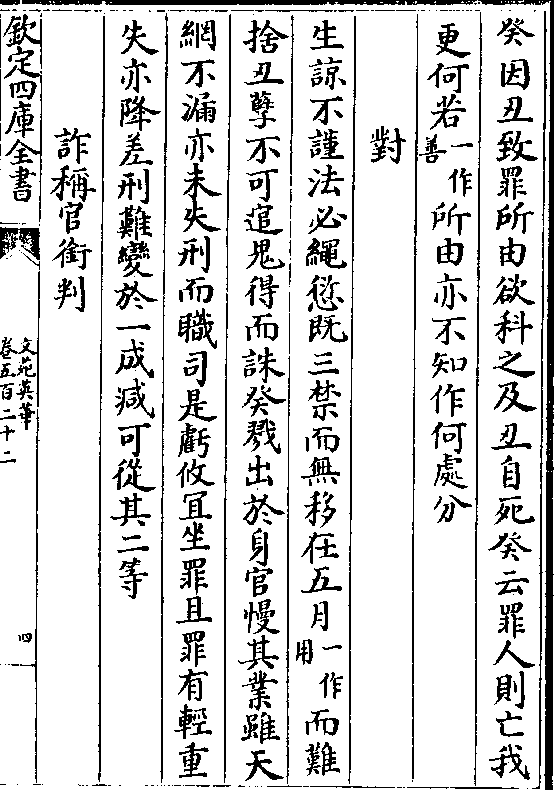 癸因丑致罪所由欲科之及丑自死癸云罪人則亡我
更何若一作善所由亦不知作何處分
對
生諒不謹法必繩愆既三禁而無移在五月一作用而難
捨丑孽不可逭鬼得而誅癸戮出於身官慢其業雖天
網不漏亦未失刑而職司是虧攸冝坐罪且罪有輕重
失亦降差刑難變於一成減可從其二等
詐稱官銜判
欽定四庫全書
文苑英華
卷五百二十二
四